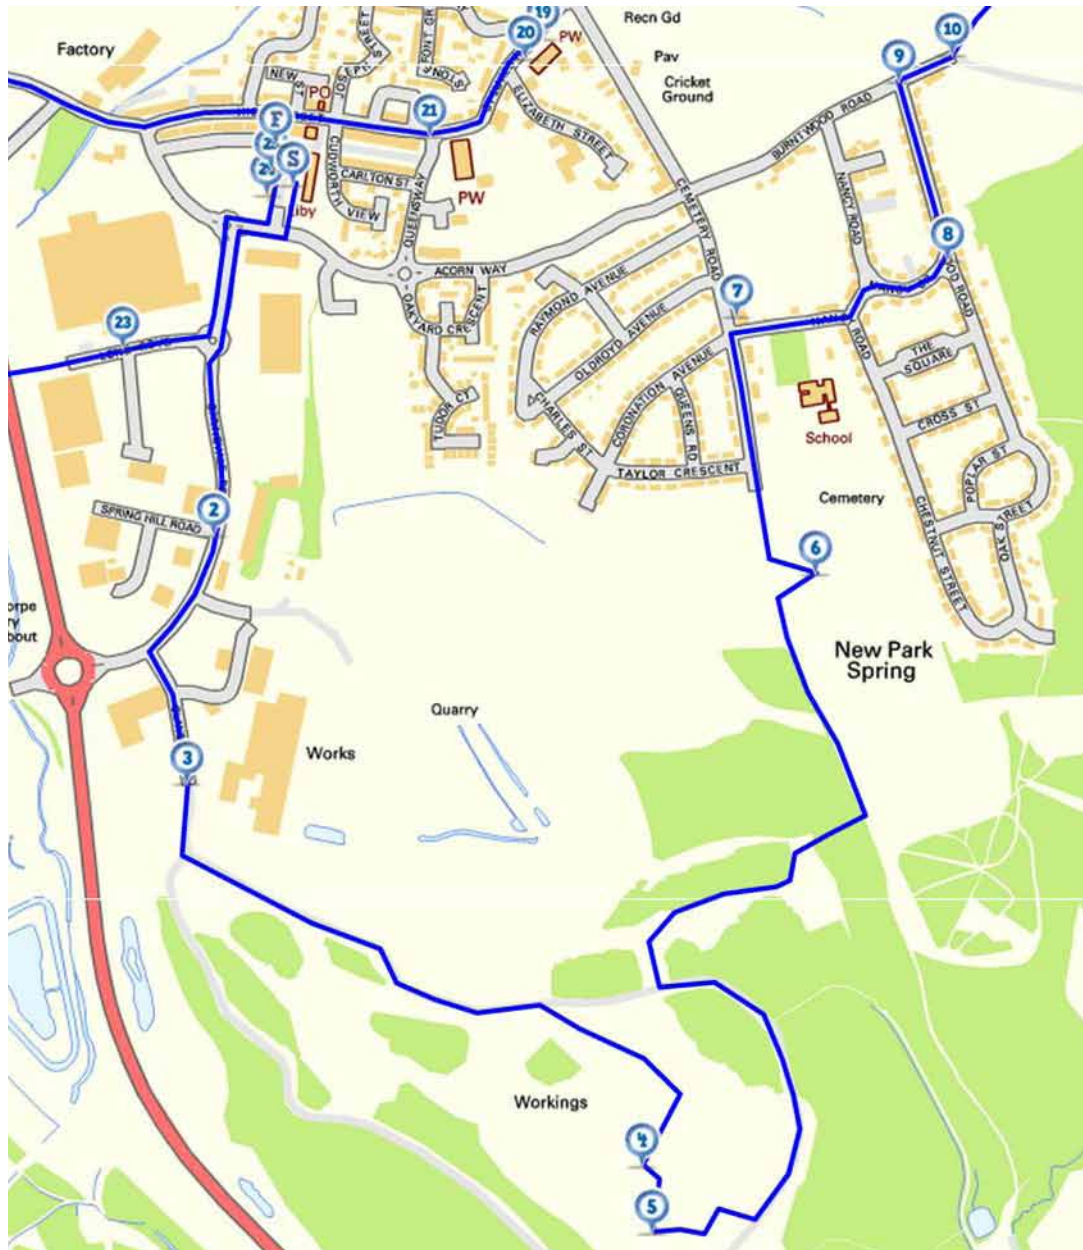 19
Recn Gd
20
10
PW
Factory
Pav
9
Cricket
Ground
NEW ST
PO
F
21
ELIZABETH STREET
BURNTWOOD ROAD
S
CUDWORTH
VIEW
CARLTON ST
QUEENSWAY
PW
CEMETERY ROAD
NANCY ROAD
8
ACORN WAY
RAYMOND AVENUE
7
OAKYARD CRESCENT
OLDROYD AVENUE
23
THE
SQUARE
CORONATION AVENUE
QUEENS RD
TUDOR CT
CHARLES ST
School
CROSS ST
TAYLOR CRESCENT
POPLAR ST
Cemetery
2
SPRING HILL ROAD
CHESTNUT STREET
OAK STREET
6
New Park
Spring
Quarry
3
Works
Workings
4
5